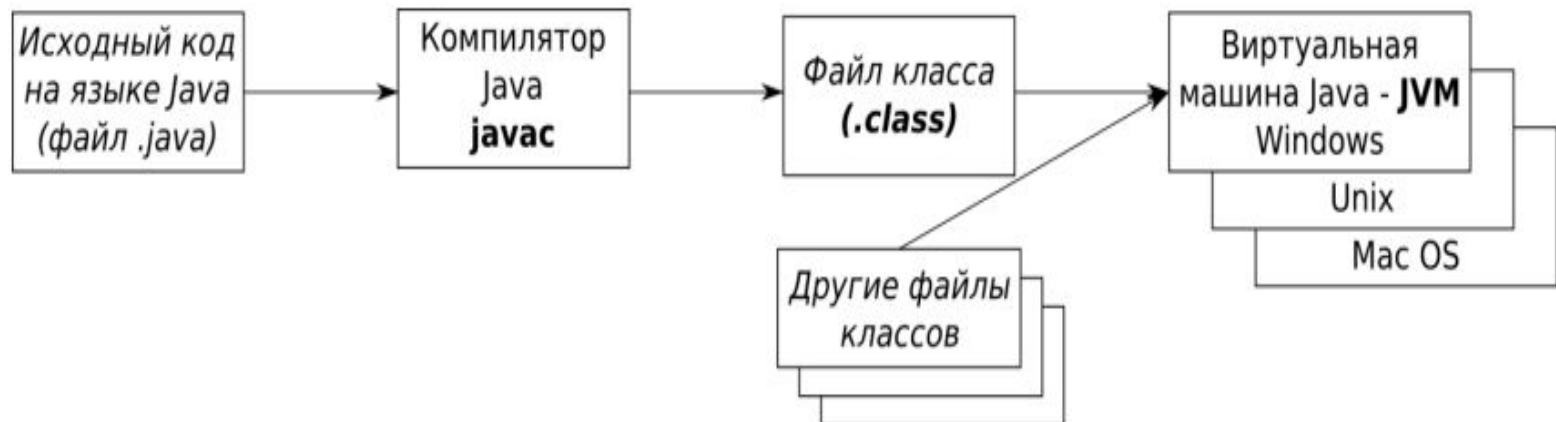 Исходный код
на языке Java
(файл .java)
Компилятор
Java
javac
Файл класса
(.class)
Виртуальная
машина Java - JVM
Windows
Unix
Mac OS
Другие файлы
классов